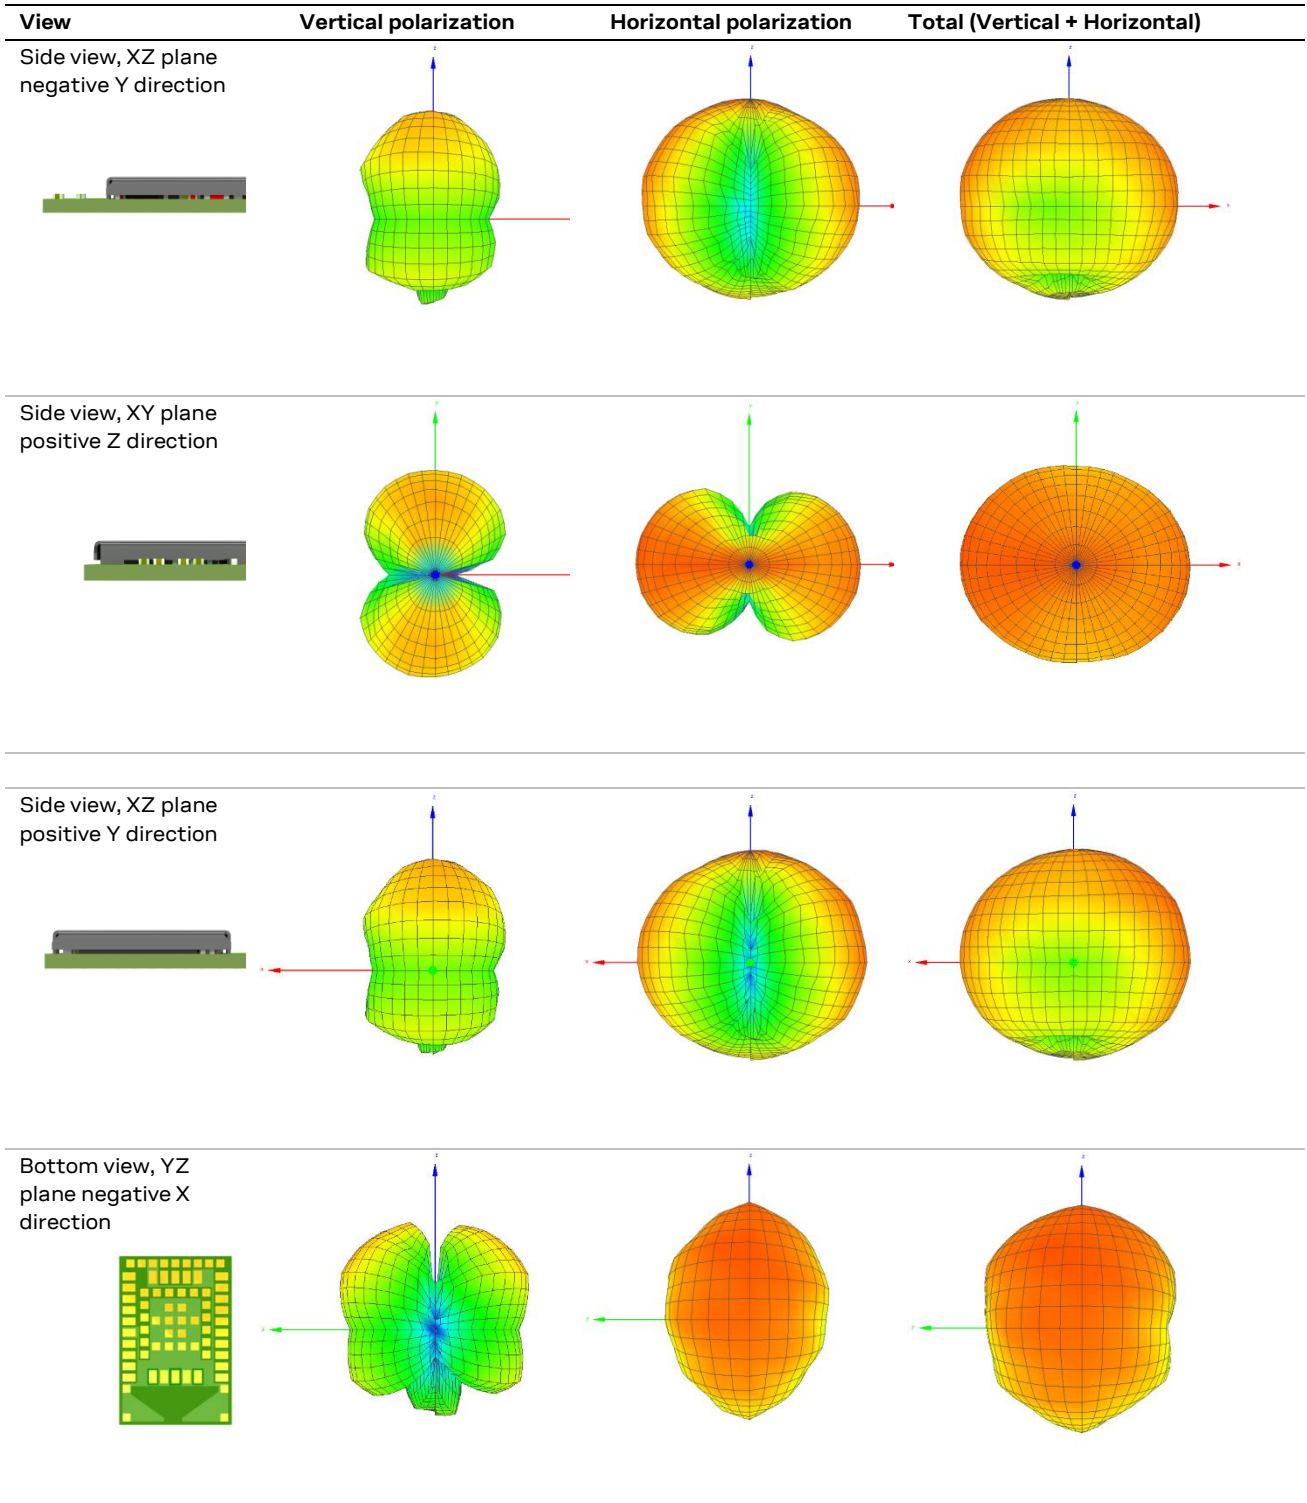 View Vertical polarization Horizontal polarization Total (Vertical + Horizontal)
Side view, XZ plane
negative Y direction
Side view, XY plane
positive Z direction
Side view, XZ plane
positive Y direction
Bottom view, YZ
plane negative X
direction